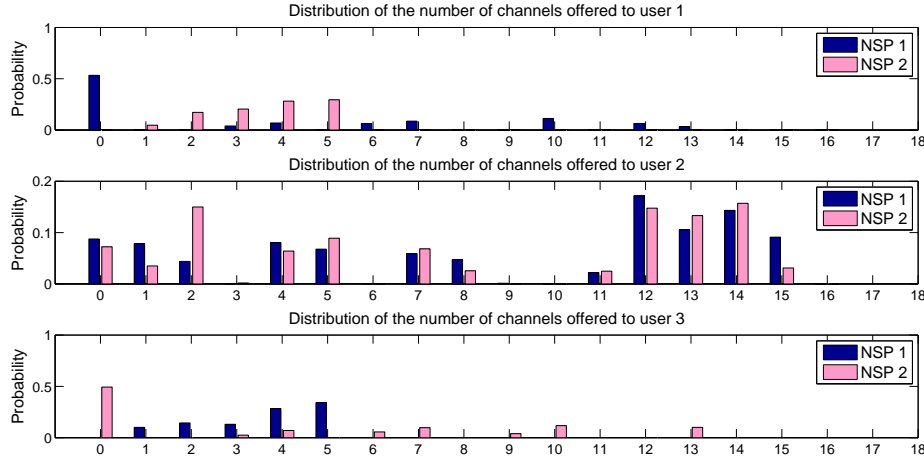 Distribution of the number of channels offered to user 1
Probability
1
0.5
0
NSP 1
NSP 2
0 1 2 3 4 5 6 7 8 9 10 11 12 13 14 15 16 17 18
Distribution of the number of channels offered to user 2
Probability
0.2
0.1
0
NSP 1
NSP 2
0 1 2 3 4 5 6 7 8 9 10 11 12 13 14 15 16 17 18
Distribution of the number of channels offered to user 3
Probability
1
0.5
0
NSP 1
NSP 2
0 1 2 3 4 5 6 7 8 9 10 11 12 13 14 15 16 17 18